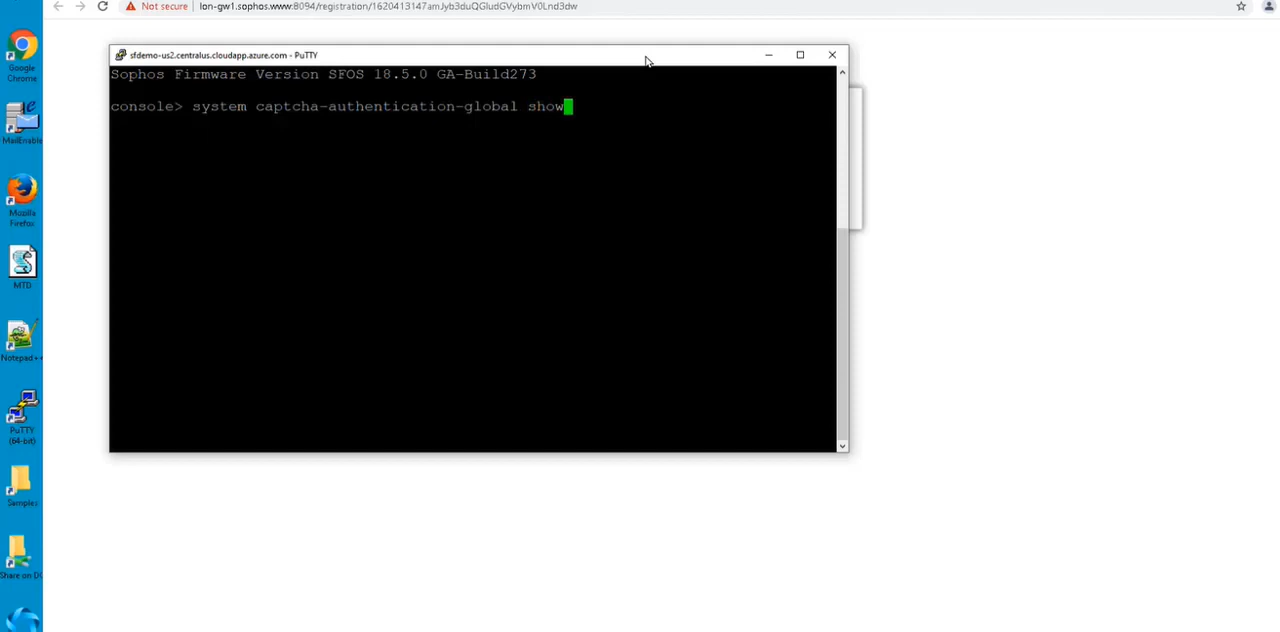 Not secure | lon-gw1.sophos.www:8094/registration/1620413147amJyb3duQGludGVybmV0Lnd3dw
sfdemo-us2.centralus.cloudapp.azure.com - PuTTY
Sophos Firmware Version SFOS 18.5.0 GA-Build273
console> system captcha-authentication-global show
Google
Chrome
MailEnable
Mozilla
Firefox
MTD
Notepad++
PuTTY
(64-bit)
Samples
Share on DC